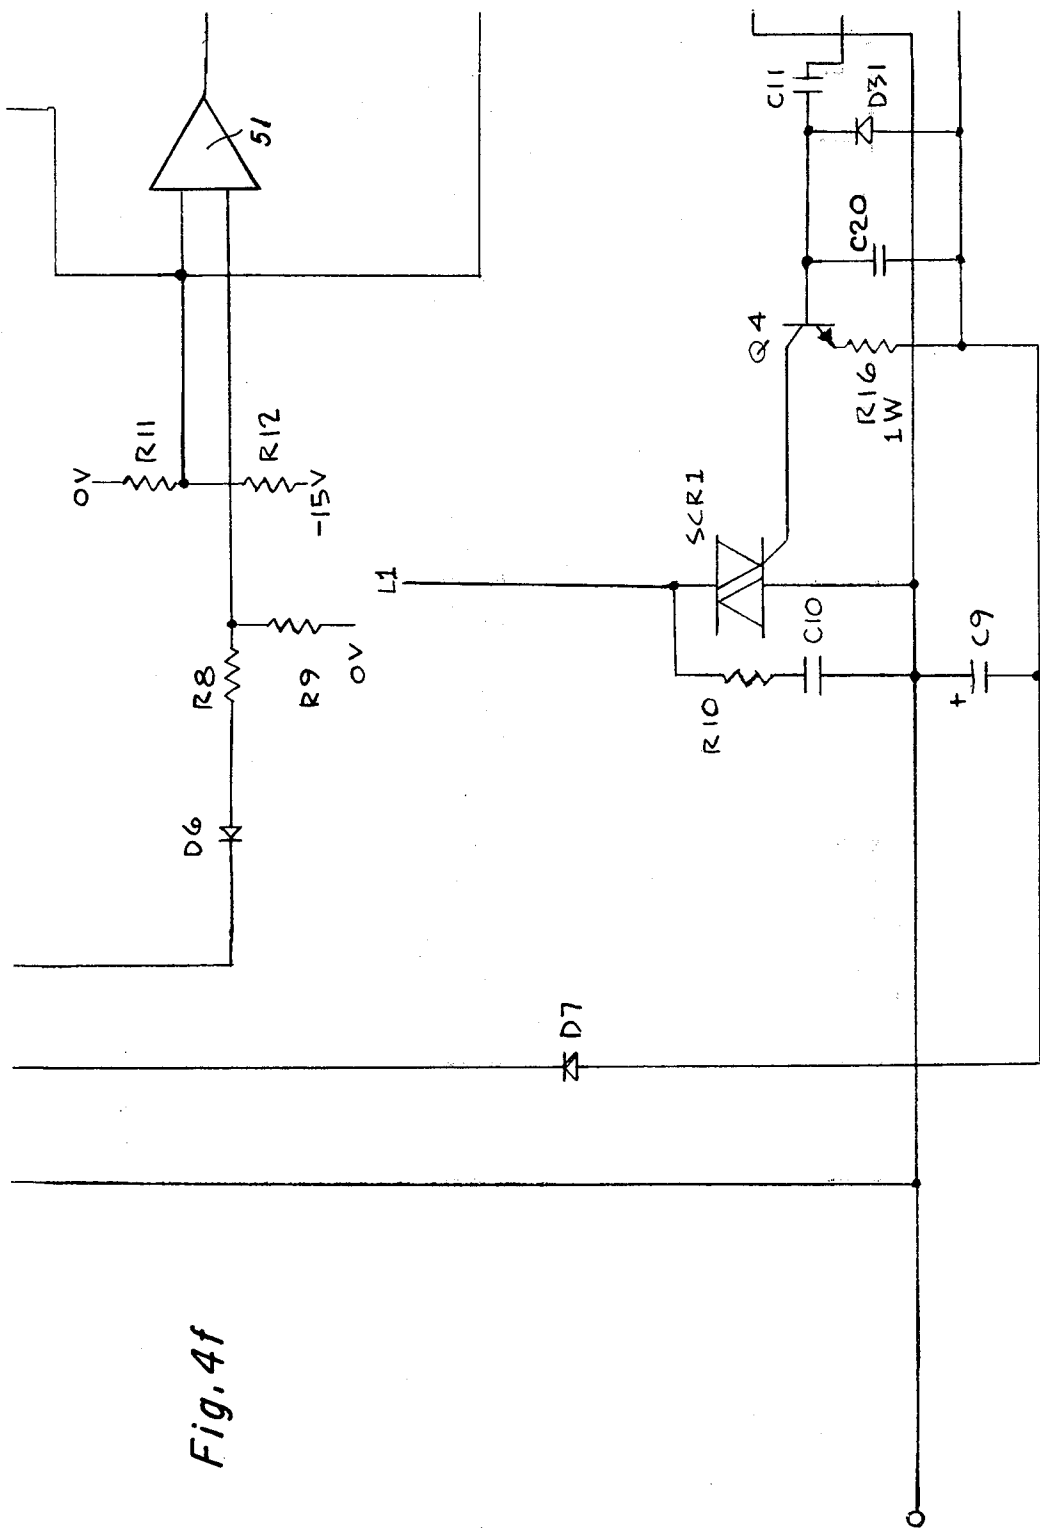 Fig. 4f
D6
R8
R9
0V
0V
R11
R12
-15V
51
D7
L1
SCR1
R10
C10
C9
+
Q4
R16
1W
C20
C11
D31